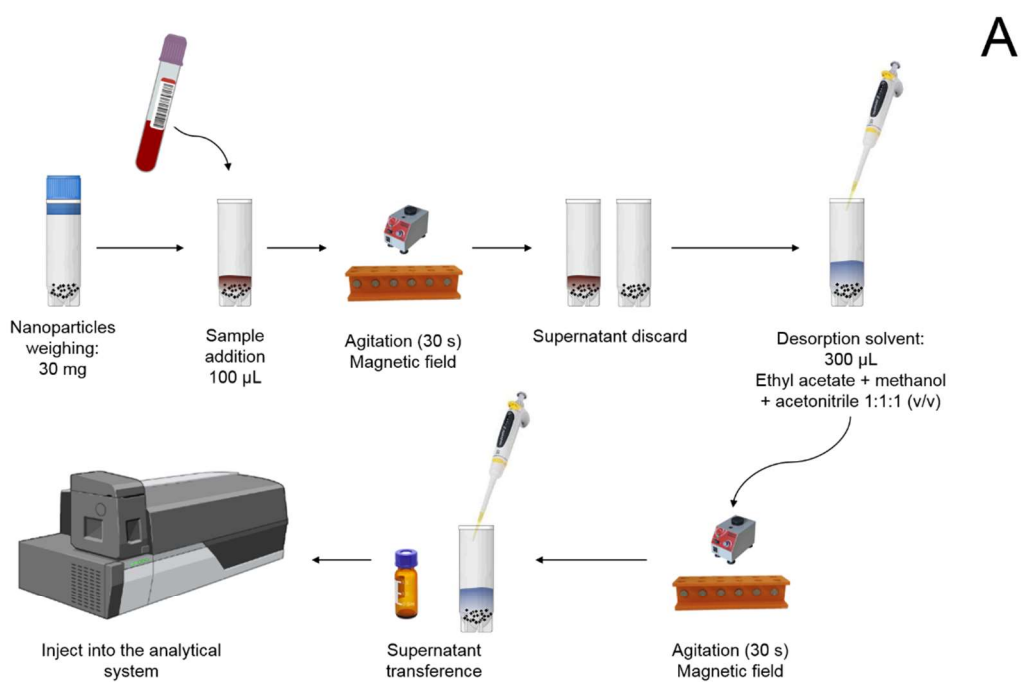 A
Nanoparticles
weighing:
30 mg
Sample
addition
100 µL
Agitation (30 s)
Magnetic field
Supernatant discard
Desorption solvent:
300 µL
Ethyl acetate + methanol
+ acetonitrile 1:1:1 (v/v)
Inject into the analytical
system
Supernatant
transference
Agitation (30 s)
Magnetic field